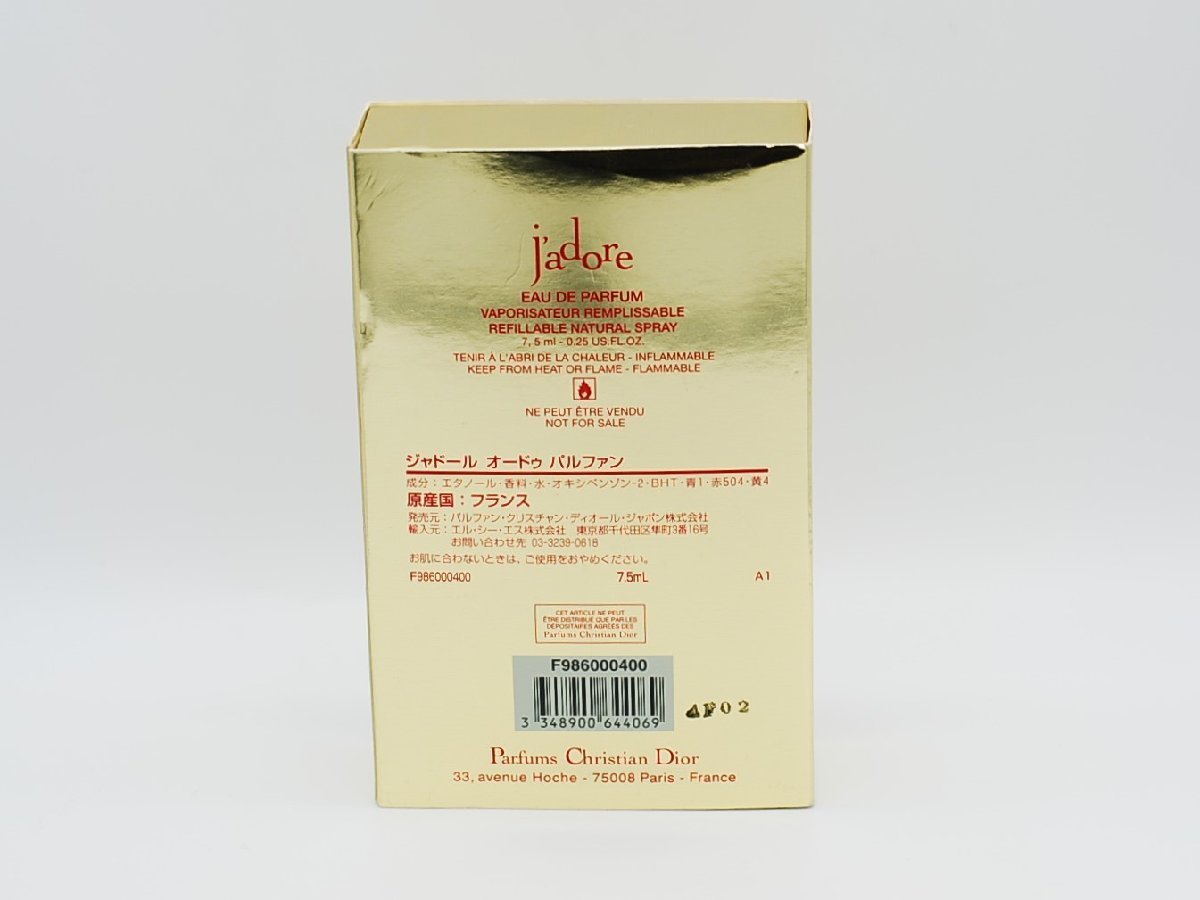 j'adore
EAU DE PARFUM
VAPORISATEUR REMPLISSABLE
REFILLABLE NATURAL SPRAY
7, 5 ml - 0.25 US.FL.OZ.
TENIR À L'ABRI DE LA CHALEUR - INFLAMMABLE
KEEP FROM HEAT OR FLAME - FLAMMABLE
NE PEUT ÊTRE VENDU
NOT FOR SALE
ジャドール オードゥ パルファン
成分：エタノール・香料・水・オキシベンゾン-2・BHT・青1・赤504・黄4
原産国：フランス
発売元：パルファン・クリスチャン・ディオール・ジャパン株式会社
輸入元：エル・シー・エス株式会社 東京都千代田区隼町3番16号
お問い合わせ先 03-3239-0618
お肌に合わないときは、ご使用をおやめください。
F986000400 7.5mL A1
CET ARTICLE NE PEUT
ÊTRE DISTRIBUÉ QUE PAR LES
DÉPOSITAIRES AGRÉÉS DES
Parfums Christian Dior
F986000400
3 348900 644069
4F02
Parfums Christian Dior
33, avenue Hoche - 75008 Paris - France